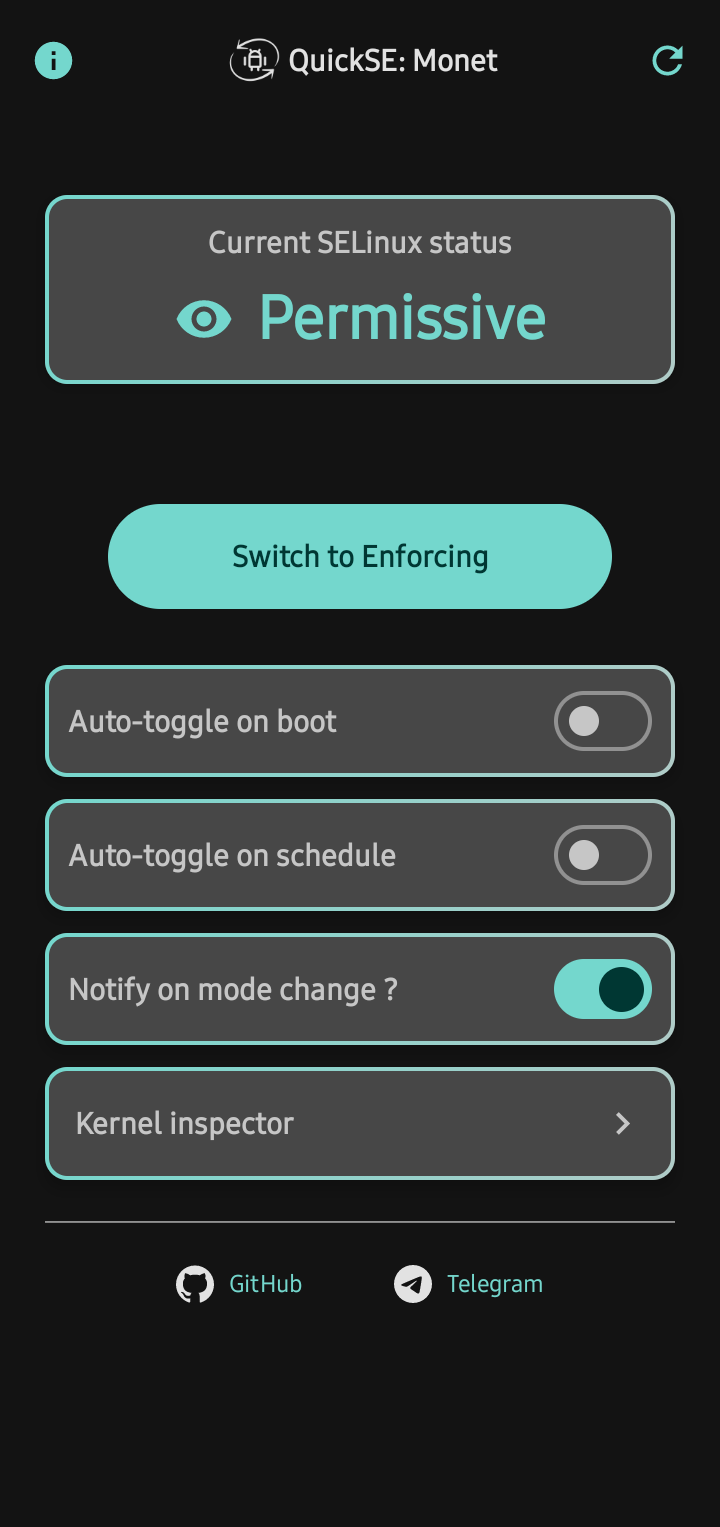 QuickSE: Monet
Current SELinux status
Permissive
Switch to Enforcing
Auto-toggle on boot
Auto-toggle on schedule
Notify on mode change ?
Kernel inspector
GitHub
Telegram